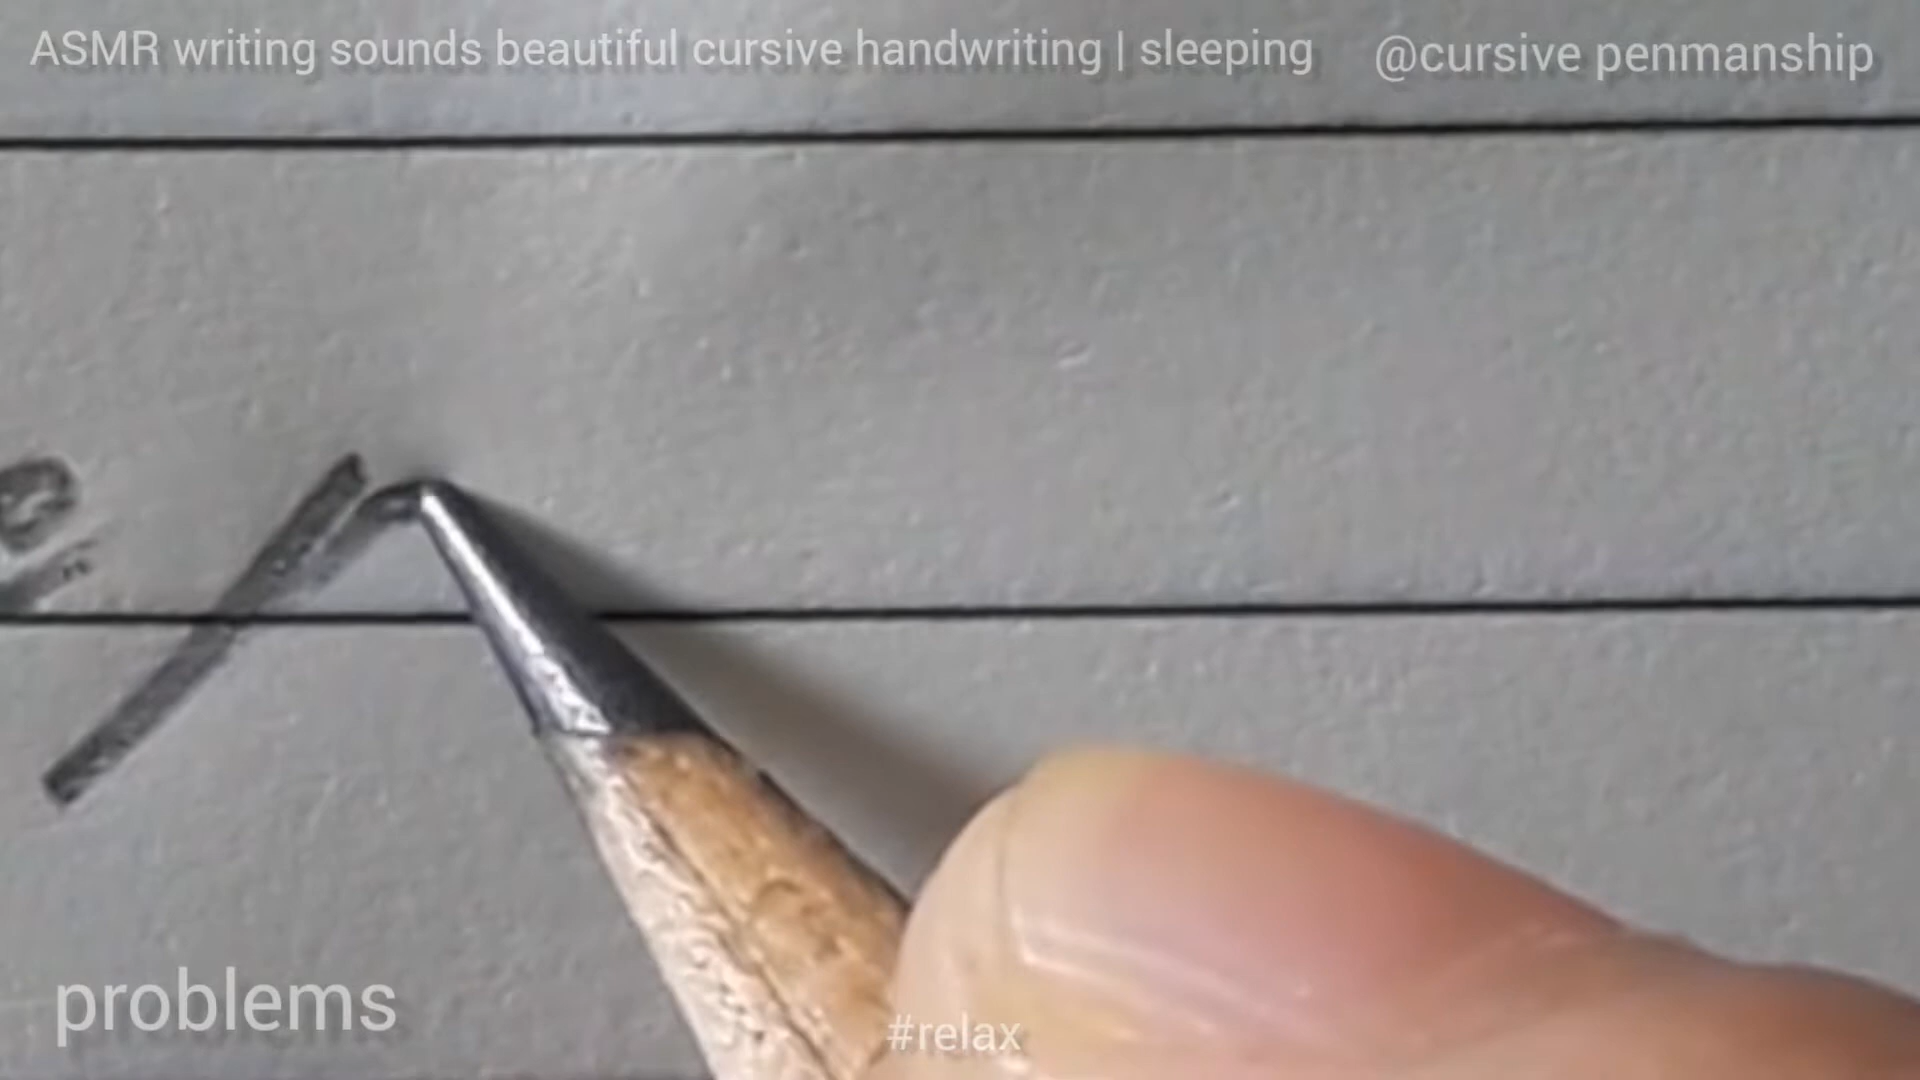 ASMR writing sounds beautiful cursive handwriting | sleeping @cursive penmanship
e
problems
#relax